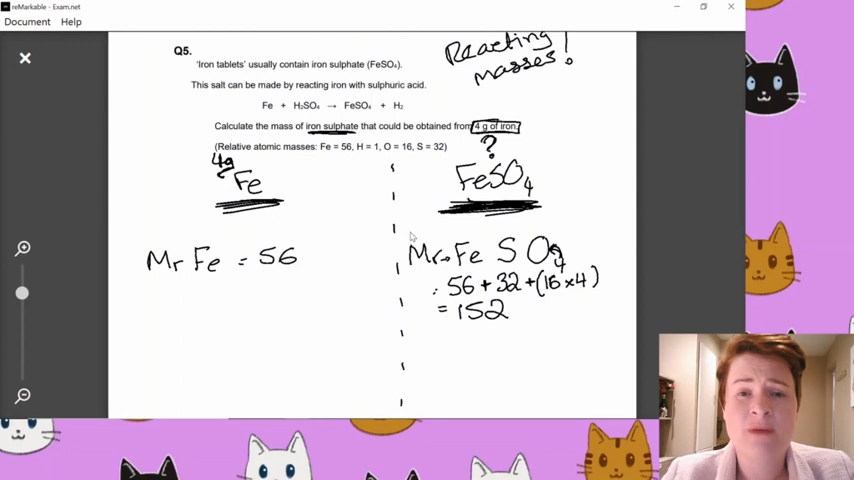 reMarkable - Exam.net
Document Help
Q5.
Reacting
masses!
'Iron tablets' usually contain iron sulphate (FeSO₄).
This salt can be made by reacting iron with sulphuric acid.
Fe + H₂SO₄ → FeSO₄ + H₂
Calculate the mass of iron sulphate that could be obtained from 4 g of iron.
(Relative atomic masses: Fe = 56, H = 1, O = 16, S = 32)
4g
?
Fe
FeSO₄
Mr Fe = 56
Mr→Fe S O₄
: 56 + 32 + (16 x 4)
= 152